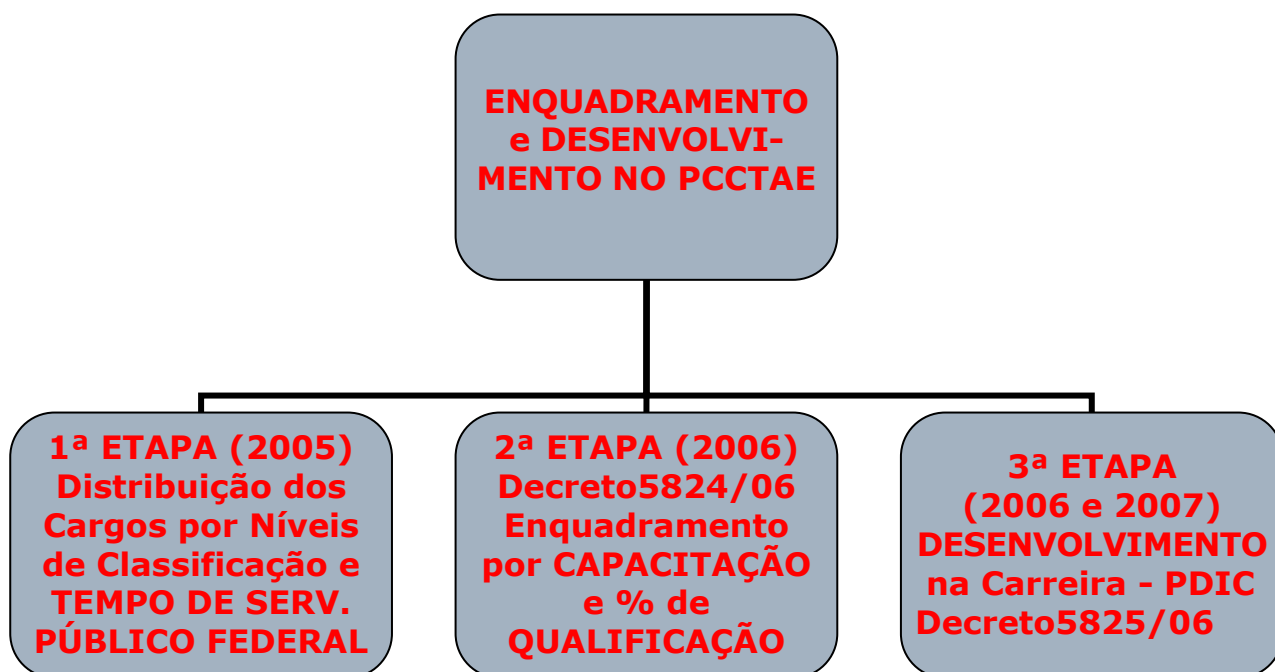 ENQUADRAMENTO
e DESENVOLVI-
MENTO NO PCCTAE
1ª ETAPA (2005)
Distribuição dos
Cargos por Níveis
de Classificação e
TEMPO DE SERV.
PÚBLICO FEDERAL
2ª ETAPA (2006)
Decreto5824/06
Enquadramento
por CAPACITAÇÃO
e % de
QUALIFICAÇÃO
3ª ETAPA
(2006 e 2007)
DESENVOLVIMENTO
na Carreira - PDIC
Decreto5825/06